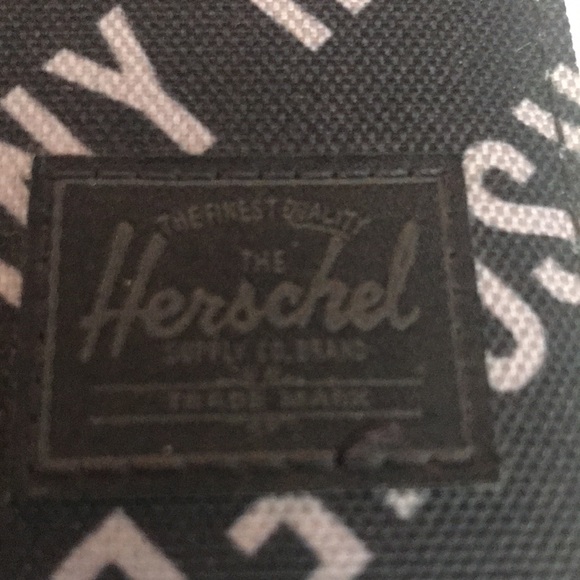 THE FINEST QUALITY
THE
Herschel
SUPPLY CO. BRAND
TRADE MARK